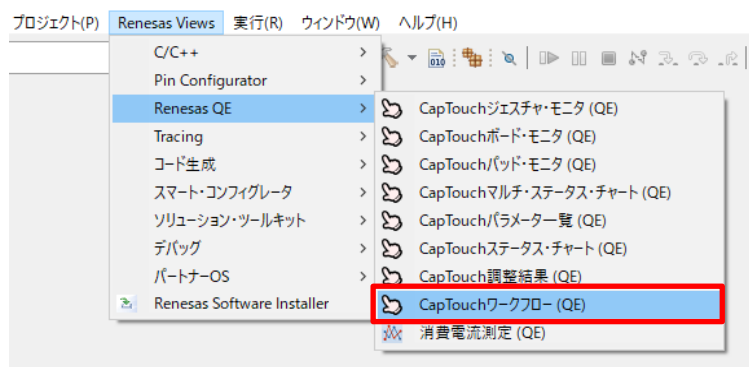 プロジェクト(P) Renesas Views 実行(R) ウィンドウ(W) ヘルプ(H)
C/C++
Pin Configurator
Renesas QE
Tracing
コード生成
スマート・コンフィグレータ
ソリューション・ツールキット
デバッグ
パートナーOS
Renesas Software Installer
010
CapTouchジェスチャ・モニタ (QE)
CapTouchボード・モニタ (QE)
CapTouchパッド・モニタ (QE)
CapTouchマルチ・ステータス・チャート (QE)
CapTouchパラメータ一覧 (QE)
CapTouchステータス・チャート (QE)
CapTouch調整結果 (QE)
CapTouchワークフロー (QE)
消費電流測定 (QE)